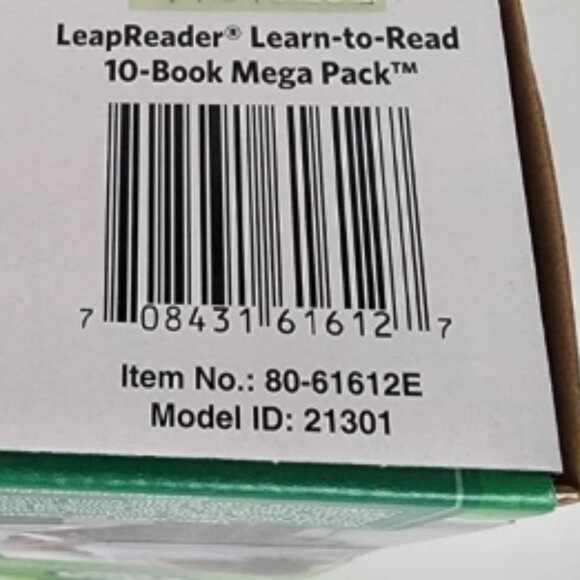 LeapReader® Learn-to-Read
10-Book Mega Pack™
7 08431 61612 7
Item No.: 80-61612E
Model ID: 21301